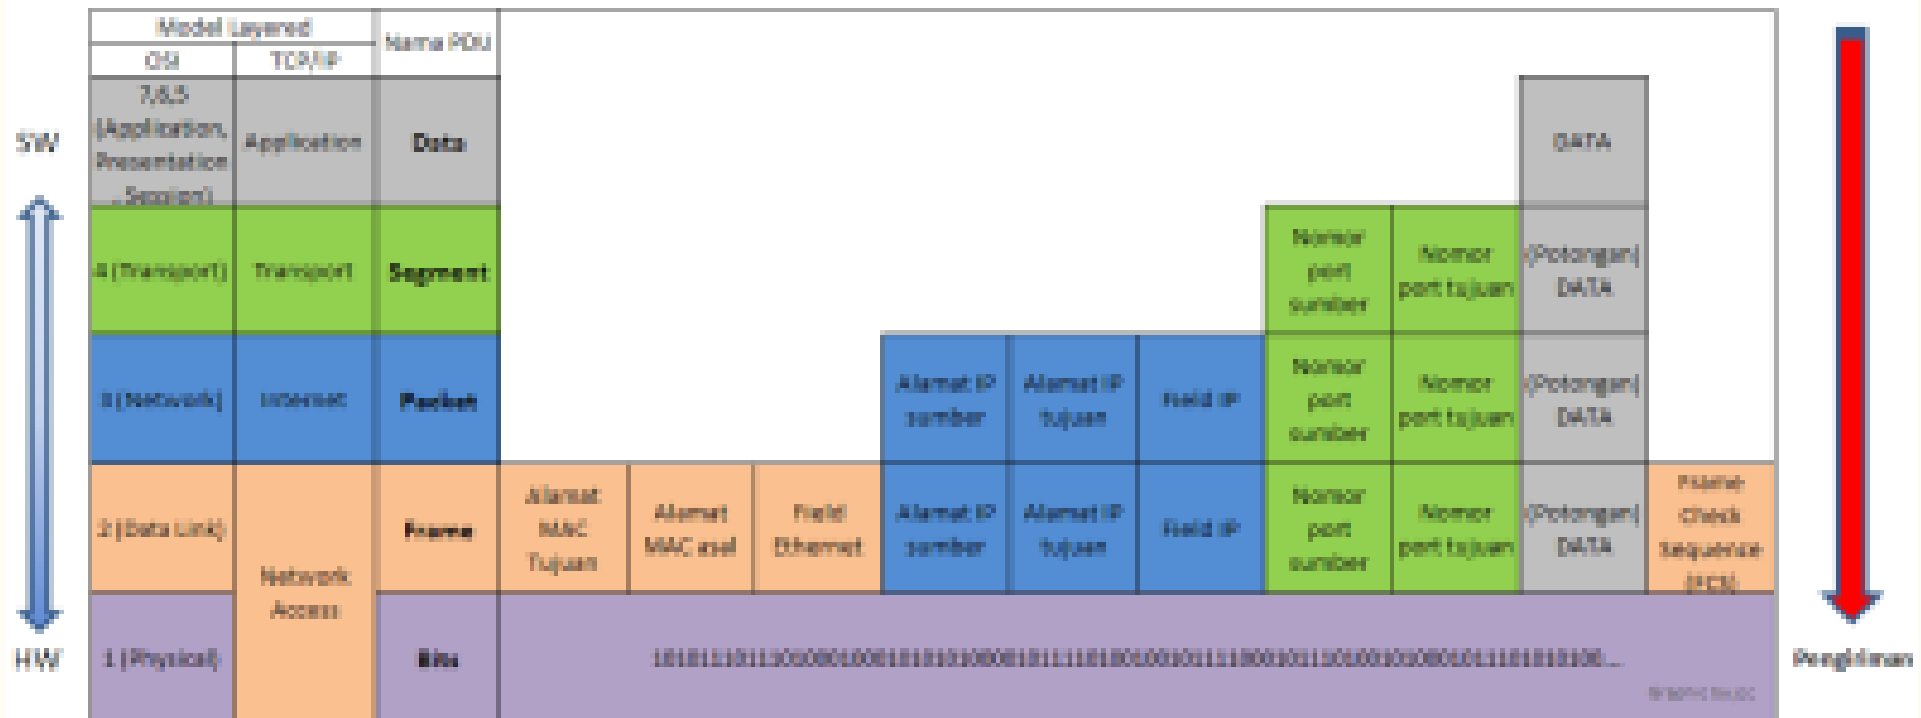 Model Layered
Nama PDU
OSI
TCP/IP
SW
7,6,5
(Application,
Presentation
, Session)
Application
Data
DATA
4 (Transport)
Transport
Segment
Nomor
port
sumber
Nomor
port tujuan
(Potongan)
DATA
3 (Network)
Internet
Packet
Alamat IP
sumber
Alamat IP
tujuan
Field IP
Nomor
port
sumber
Nomor
port tujuan
(Potongan)
DATA
2 (Data Link)
Network
Access
Frame
Alamat
MAC
Tujuan
Alamat
MAC asal
Field
Ethernet
Alamat IP
sumber
Alamat IP
tujuan
Field IP
Nomor
port
sumber
Nomor
port tujuan
(Potongan)
DATA
Frame
Check
Sequence
(FCS)
HW
1 (Physical)
Bits
Pengiriman